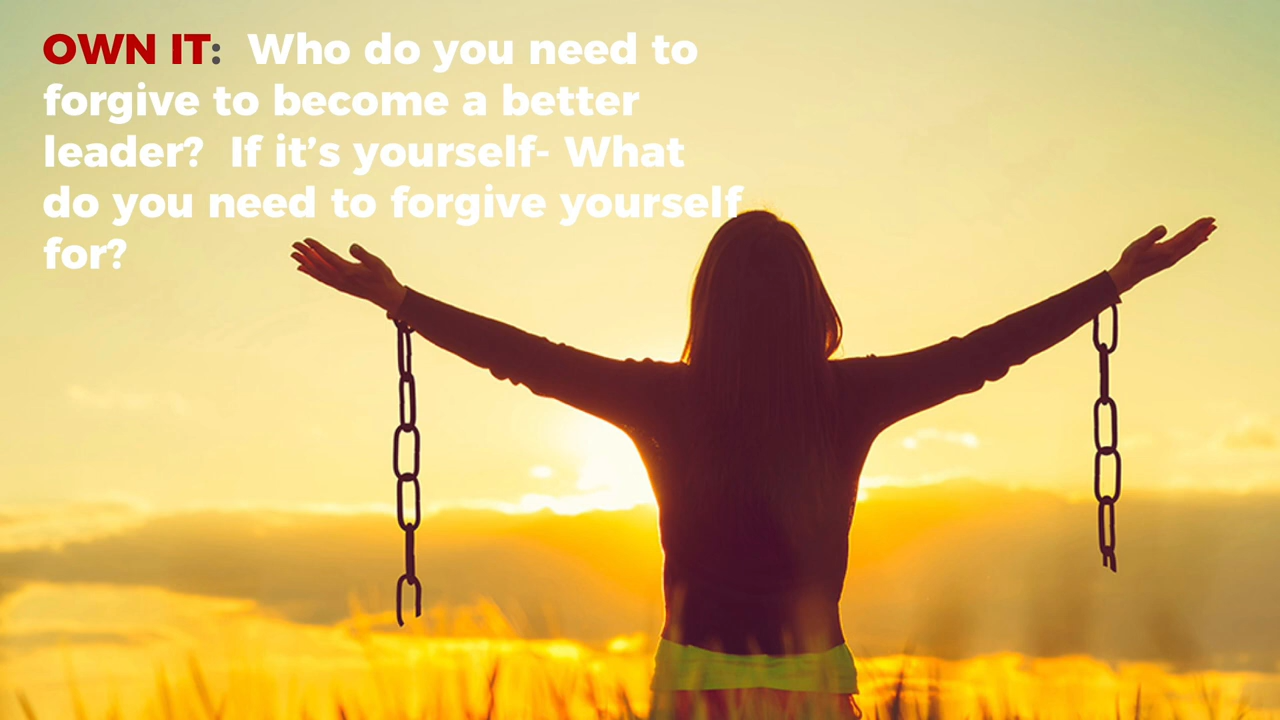 OWN IT:  Who do you need to
forgive to become a better
leader?  If it’s yourself- What
do you need to forgive yourself
for?